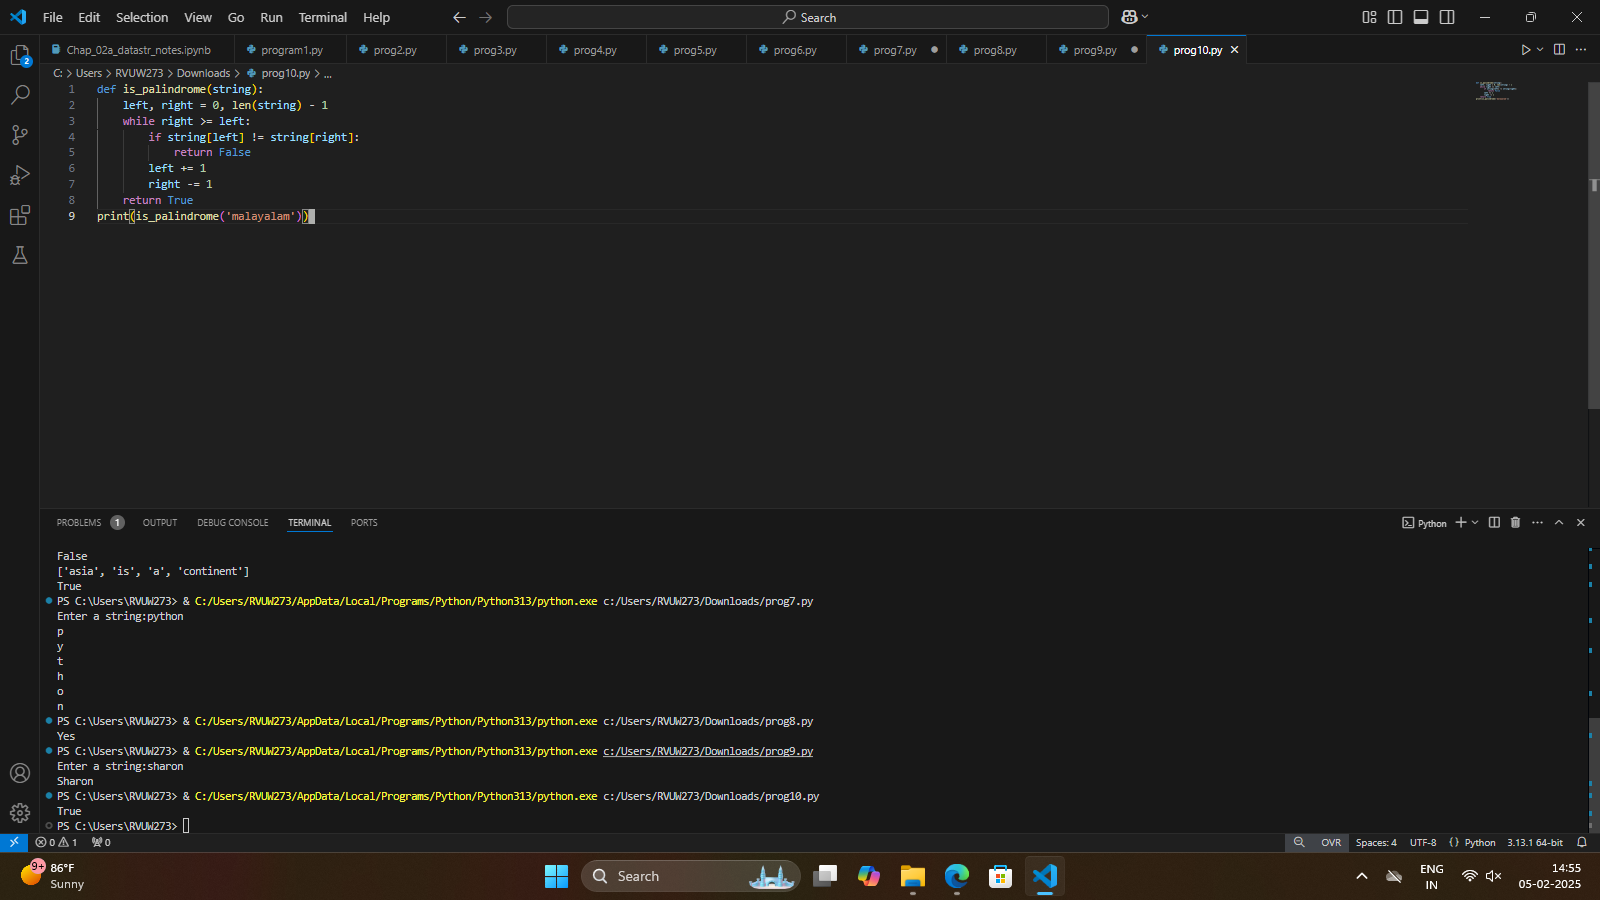 File Edit Selection View Go Run Terminal Help
Search
Chap_02a_datastr_notes.ipynb program1.py prog2.py prog3.py prog4.py prog5.py prog6.py prog7.py prog8.py prog9.py prog10.py
C: > Users > RVUW273 > Downloads > prog10.py > ...
1 def is_palindrome(string):
2 left, right = 0, len(string) - 1
3 while right >= left:
4 if string[left] != string[right]:
5 return False
6 left += 1
7 right -= 1
8 return True
9 print(is_palindrome('malayalam'))
2
PROBLEMS 1 OUTPUT DEBUG CONSOLE TERMINAL PORTS
Python
False
['asia', 'is', 'a', 'continent']
True
PS C:\Users\RVUW273> & C:/Users/RVUW273/AppData/Local/Programs/Python/Python313/python.exe c:/Users/RVUW273/Downloads/prog7.py
Enter a string:python
p
y
t
h
o
n
PS C:\Users\RVUW273> & C:/Users/RVUW273/AppData/Local/Programs/Python/Python313/python.exe c:/Users/RVUW273/Downloads/prog8.py
Yes
PS C:\Users\RVUW273> & C:/Users/RVUW273/AppData/Local/Programs/Python/Python313/python.exe c:/Users/RVUW273/Downloads/prog9.py
Enter a string:sharon
Sharon
PS C:\Users\RVUW273> & C:/Users/RVUW273/AppData/Local/Programs/Python/Python313/python.exe c:/Users/RVUW273/Downloads/prog10.py
True
PS C:\Users\RVUW273>
0 1 0 OVR Spaces: 4 UTF-8 {} Python 3.13.1 64-bit
9+ 86°F
Sunny
Search
ENG
IN
14:55
05-02-2025